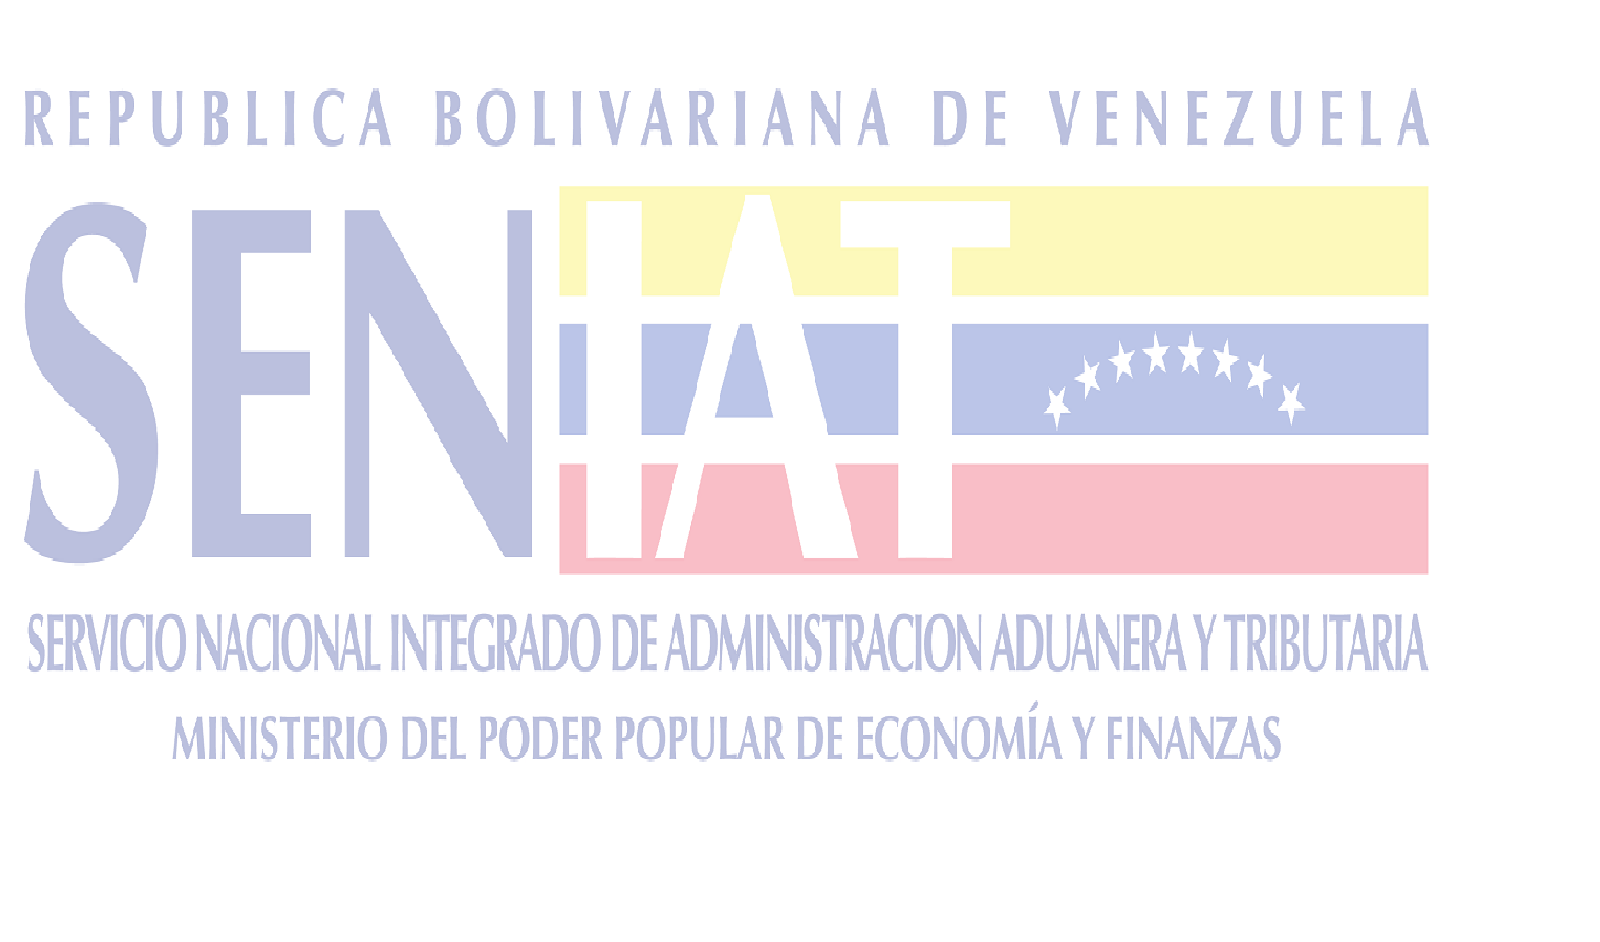 REPUBLICA BOLIVARIANA DE VENEZUELA
SENIAT
SERVICIO NACIONAL INTEGRADO DE ADMINISTRACION ADUANERA Y TRIBUTARIA
MINISTERIO DEL PODER POPULAR DE ECONOMÍA Y FINANZAS